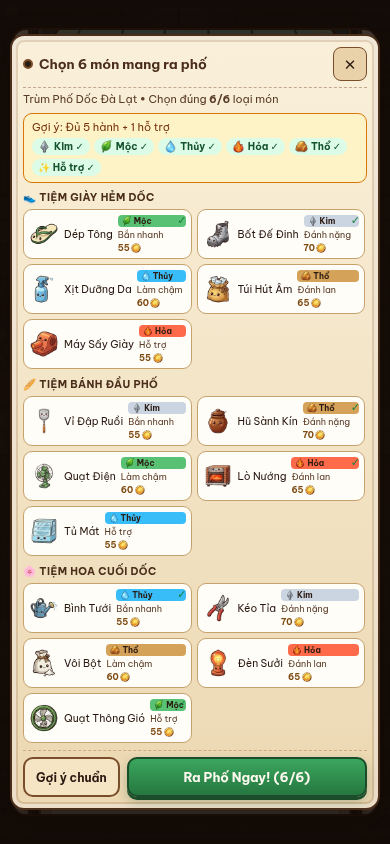 Chọn 6 món mang ra phố
✕
Trùm Phố Dốc Đà Lạt • Chọn đúng 6/6 loại món
Gợi ý: Đủ 5 hành + 1 hỗ trợ
Kim ✓ Mộc ✓ Thủy ✓ Hỏa ✓ Thổ ✓
Hỗ trợ ✓
TIỆM GIÀY HẺM DỐC
Dép Tông
Mộc ✓
Bắn nhanh
55
Bốt Đế Đinh
Kim ✓
Đánh nặng
70
Xịt Dưỡng Da
Thủy
Làm chậm
60
Túi Hút Ẩm
Thổ
Đánh lan
65
Máy Sấy Giày
Hỏa
Hỗ trợ
55
TIỆM BÁNH ĐẦU PHỐ
Vỉ Đập Ruồi
Kim
Bắn nhanh
55
Hũ Sành Kín
Thổ ✓
Đánh nặng
70
Quạt Điện
Mộc
Làm chậm
60
Lò Nướng
Hỏa ✓
Đánh lan
65
Tủ Mát
Thủy
Hỗ trợ
55
TIỆM HOA CUỐI DỐC
Bình Tưới
Thủy ✓
Bắn nhanh
55
Kéo Tỉa
Kim
Đánh nặng
70
Vôi Bột
Thổ
Làm chậm
60
Đèn Sưởi
Hỏa
Đánh lan
65
Quạt Thông Gió
Mộc ✓
Hỗ trợ
55
Gợi ý chuẩn
Ra Phố Ngay! (6/6)